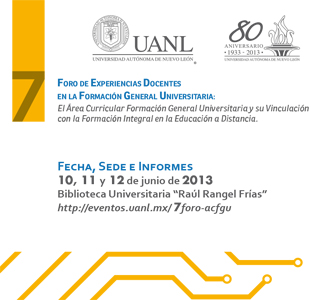 UANL
UNIVERSIDAD AUTÓNOMA DE NUEVO LEÓN
80
ANIVERSARIO
1933 - 2013
UNIVERSIDAD AUTÓNOMA DE NUEVO LEÓN
7
FORO DE EXPERIENCIAS DOCENTES
EN LA FORMACIÓN GENERAL UNIVERSITARIA:
El Área Curricular Formación General Universitaria y su Vinculación
con la Formación Integral en la Educación a Distancia.
FECHA, SEDE E INFORMES
10, 11 y 12 de junio de 2013
Biblioteca Universitaria "Raúl Rangel Frías"
http://eventos.uanl.mx/7foro-acfgu